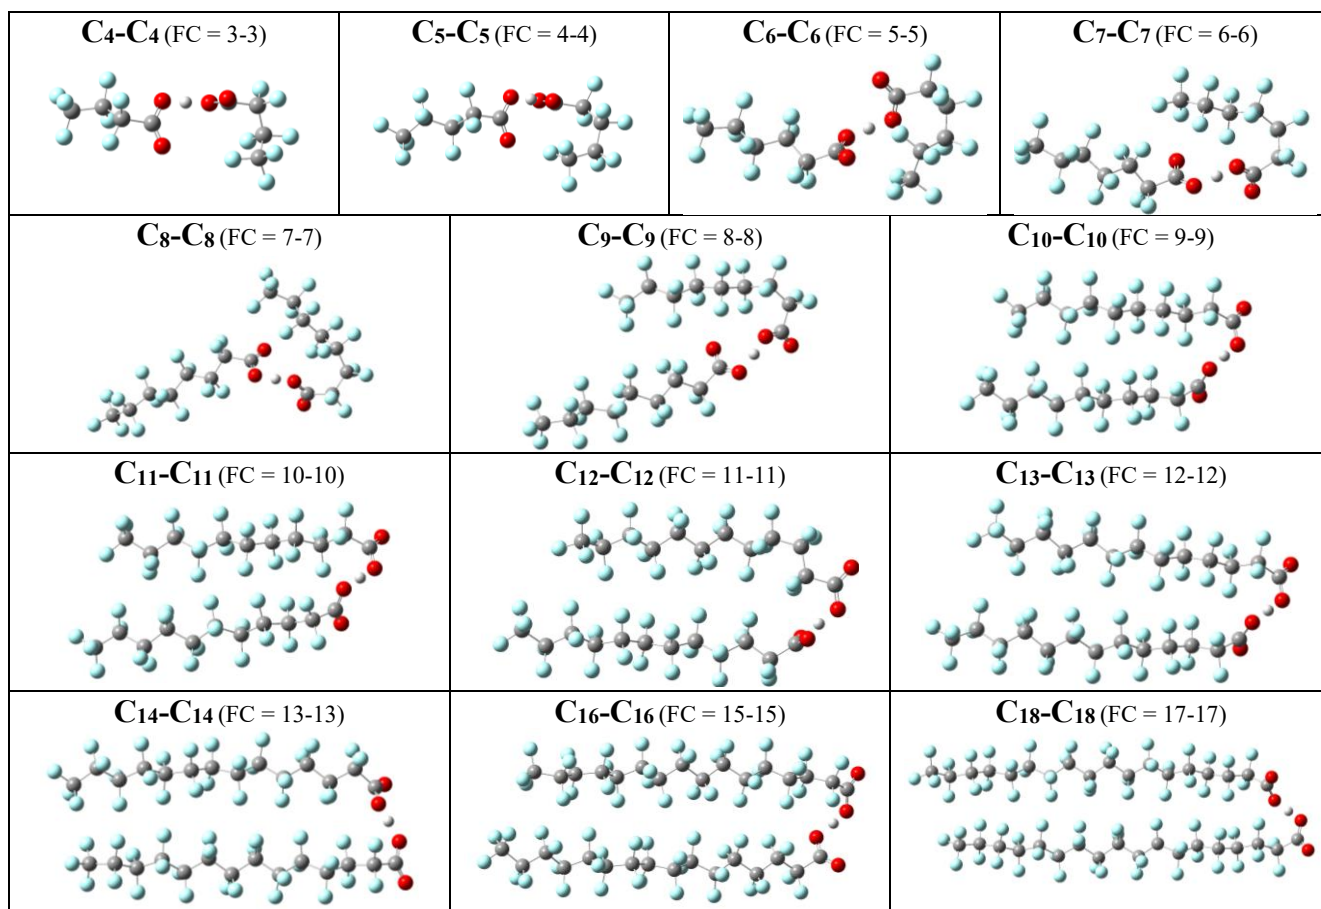 C₄-C₄ (FC = 3-3)
C₅-C₅ (FC = 4-4)
C₆-C₆ (FC = 5-5)
C₇-C₇ (FC = 6-6)
C₈-C₈ (FC = 7-7)
C₉-C₉ (FC = 8-8)
C₁₀-C₁₀ (FC = 9-9)
C₁₁-C₁₁ (FC = 10-10)
C₁₂-C₁₂ (FC = 11-11)
C₁₃-C₁₃ (FC = 12-12)
C₁₄-C₁₄ (FC = 13-13)
C₁₆-C₁₆ (FC = 15-15)
C₁₈-C₁₈ (FC = 17-17)